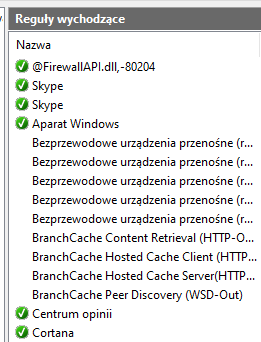 Reguły wychodzące
Nazwa
@FirewallAPI.dll,-80204
Skype
Skype
Aparat Windows
Bezprzewodowe urządzenia przenośne (r...
Bezprzewodowe urządzenia przenośne (r...
Bezprzewodowe urządzenia przenośne (r...
Bezprzewodowe urządzenia przenośne (r...
Bezprzewodowe urządzenia przenośne (r...
BranchCache Content Retrieval (HTTP-O...
BranchCache Hosted Cache Client (HTTP...
BranchCache Hosted Cache Server(HTTP...
BranchCache Peer Discovery (WSD-Out)
Centrum opinii
Cortana